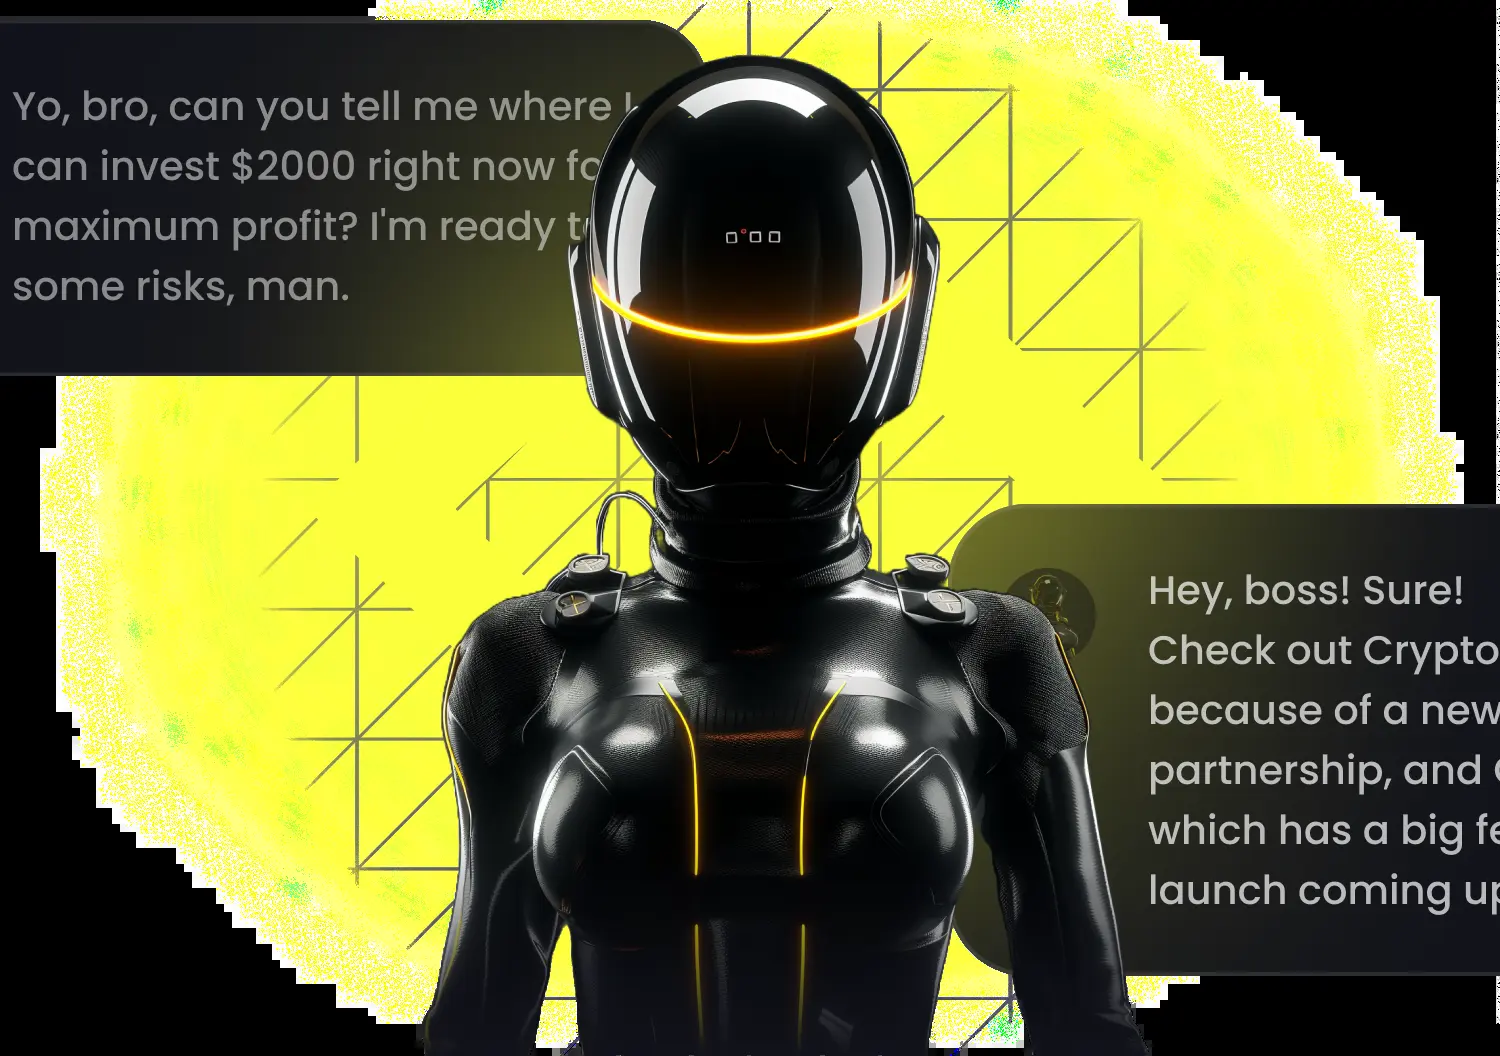 Yo, bro, can you tell me where I
can invest $2000 right now fo
maximum profit? I'm ready t
some risks, man.
Hey, boss! Sure!
Check out Crypto
because of a new
partnership, and
which has a big fe
launch coming up